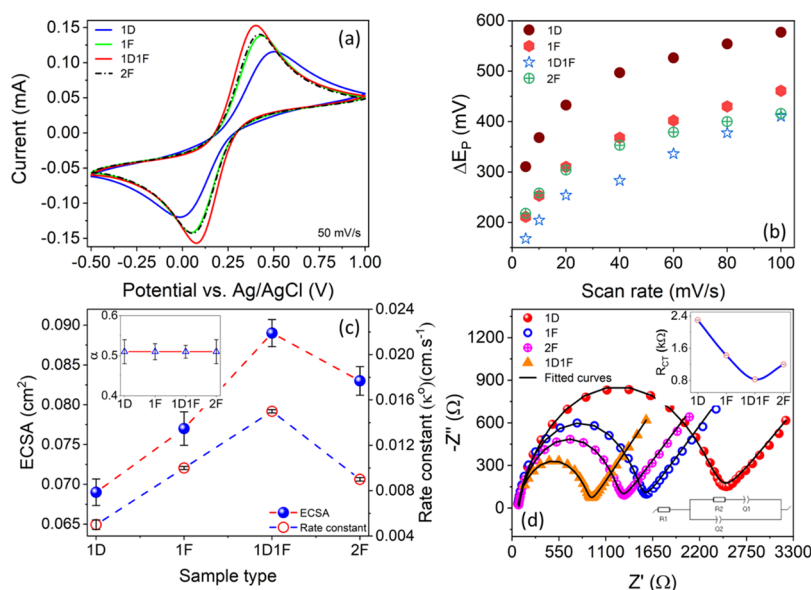 (a)
1D
1F
1D1F
2F
0.15
0.10
0.05
0.00
-0.05
-0.10
-0.15
Current (mA)
50 mV/s
-0.50 -0.25 0.00 0.25 0.50 0.75 1.00
Potential vs. Ag/AgCl (V)
(b)
1D
1F
1D1F
2F
600
500
400
300
200
ΔEP (mV)
0 20 40 60 80 100
Scan rate (mV/s)
(c)
0.090
0.085
0.080
0.075
0.070
0.065
ECSA (cm²)
0.6
0.5
0.4
α
1D 1F 1D1F 2F
0.024
0.020
0.016
0.012
0.008
0.004
Rate constant (κ⁰)(cm.s⁻¹)
ECSA
Rate constant
1D 1F 1D1F 2F
Sample type
(d)
1D
1F
2F
1D1F
Fitted curves
-1200
900
600
300
0
-Z'' (Ω)
2.4
1.6
0.8
RCT (kΩ)
1D 1F 1D1F 2F
R1
R2
Q1
Q2
0 550 1100 1650 2200 2750 3300
Z' (Ω)